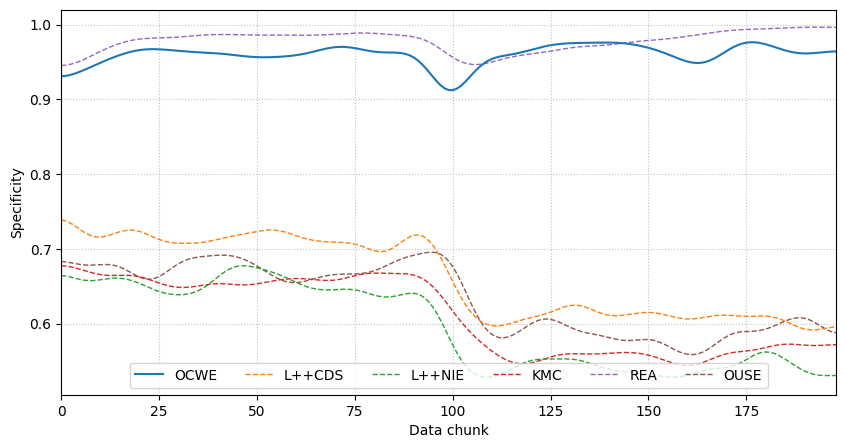 1.0
0.9
0.8
0.7
0.6
Specificity
OCWE L++CDS L++NIE KMC REA OUSE
0 25 50 75 100 125 150 175
Data chunk